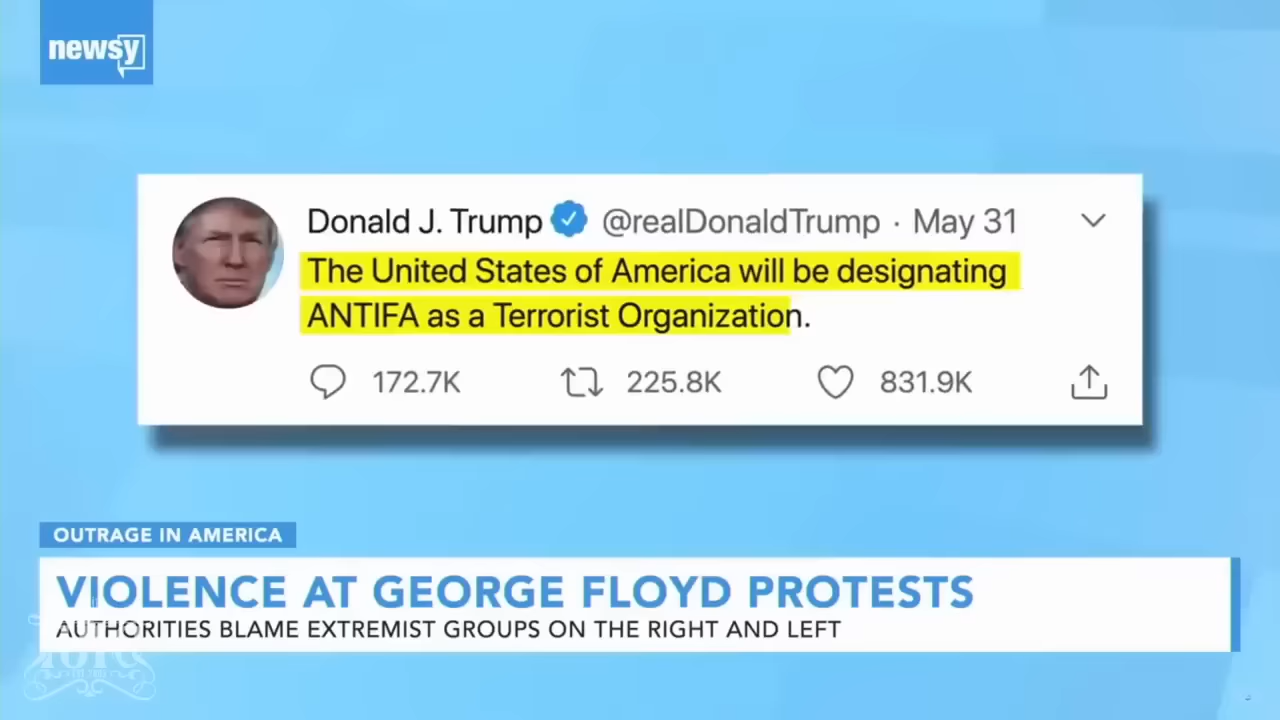 newsy
Donald J. Trump @realDonaldTrump · May 31
The United States of America will be designating
ANTIFA as a Terrorist Organization.
172.7K 225.8K 831.9K
OUTRAGE IN AMERICA
VIOLENCE AT GEORGE FLOYD PROTESTS
AUTHORITIES BLAME EXTREMIST GROUPS ON THE RIGHT AND LEFT